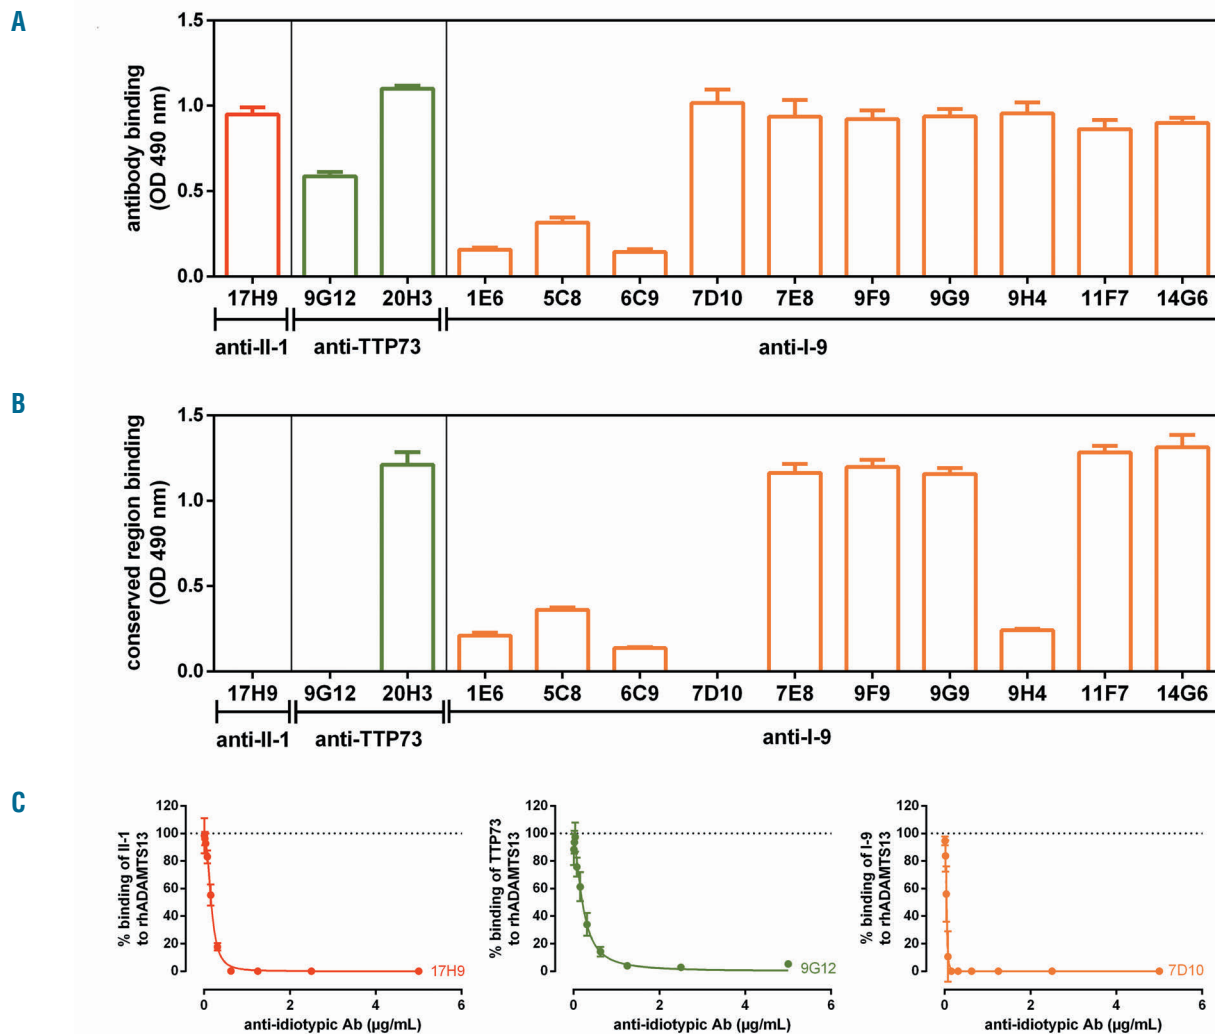 A
antibody binding
(OD 490 nm)
1.5
1.0
0.5
0.0
17H9 9G12 20H3 1E6 5C8 6C9 7D10 7E8 9F9 9G9 9H4 11F7 14G6
anti-II-1 anti-TTP73 anti-I-9
B
conserved region binding
(OD 490 nm)
1.5
1.0
0.5
0.0
17H9 9G12 20H3 1E6 5C8 6C9 7D10 7E8 9F9 9G9 9H4 11F7 14G6
anti-II-1 anti-TTP73 anti-I-9
C
% binding of II-1
to rhADAMTS13
120
100
80
60
40
20
0
17H9
0 2 4 6
anti-idiotypic Ab (µg/mL)
% binding of TTP73
to rhADAMTS13
120
100
80
60
40
20
0
9G12
0 2 4 6
anti-idiotypic Ab (µg/mL)
% binding of I-9
to rhADAMTS13
120
100
80
60
40
20
0
7D10
0 2 4 6
anti-idiotypic Ab (µg/mL)